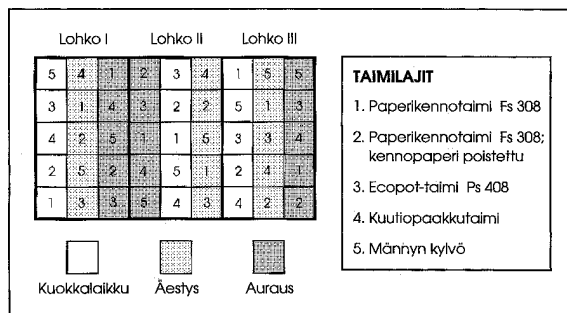 Lohko I Lohko II Lohko III
5 4 1 2 3 4 1 5 5
3 1 4 3 2 2 5 1 3
4 2 5 1 1 5 3 3 4
2 5 2 4 5 1 2 4 1
1 3 3 5 4 3 4 2 2
Kuokkalaikku Äestys Auraus
TAIMILAJIT
1. Paperikennotaimi Fs 308
2. Paperikennotaimi Fs 308;
kennopaperi poistettu
3. Ecopot-taimi Ps 408
4. Kuutiopaakkutaimi
5. Männyn kylvö